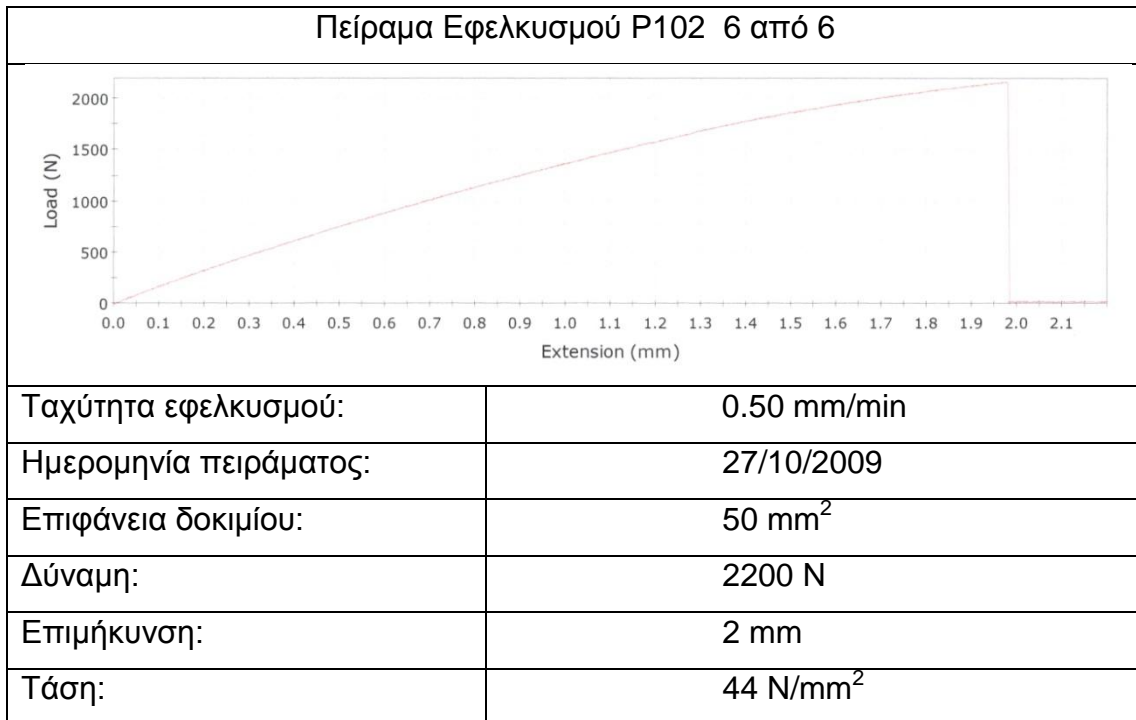 Πείραμα Εφελκυσμού P102 6 από 6
2000
1500
1000
500
0
Load (N)
0.0 0.1 0.2 0.3 0.4 0.5 0.6 0.7 0.8 0.9 1.0 1.1 1.2 1.3 1.4 1.5 1.6 1.7 1.8 1.9 2.0 2.1
Extension (mm)
Ταχύτητα εφελκυσμού: 0.50 mm/min
Ημερομηνία πειράματος: 27/10/2009
Επιφάνεια δοκιμίου: 50 mm²
Δύναμη: 2200 N
Επιμήκυνση: 2 mm
Τάση: 44 N/mm²